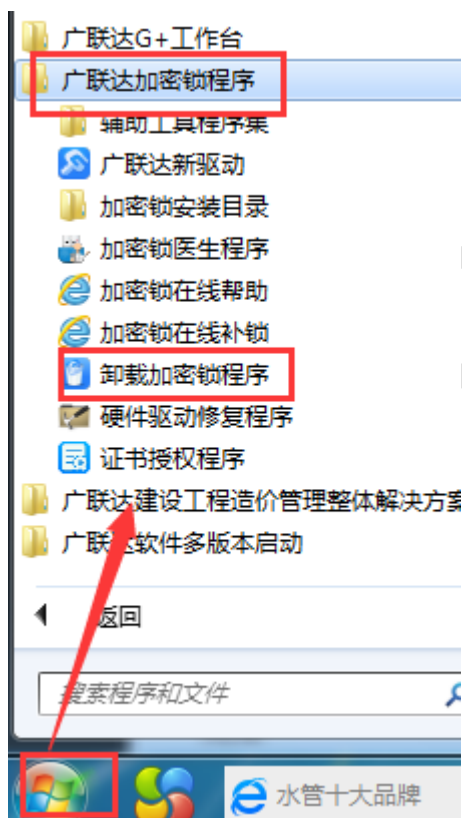 广联达G+工作台
广联达加密锁程序
辅助工具程序集
广联达新驱动
加密锁安装目录
加密锁医生程序
加密锁在线帮助
加密锁在线补锁
卸载加密锁程序
硬件驱动修复程序
证书授权程序
广联达建设工程造价管理整体解决方案
广联达软件多版本启动
返回
搜索程序和文件
水管十大品牌